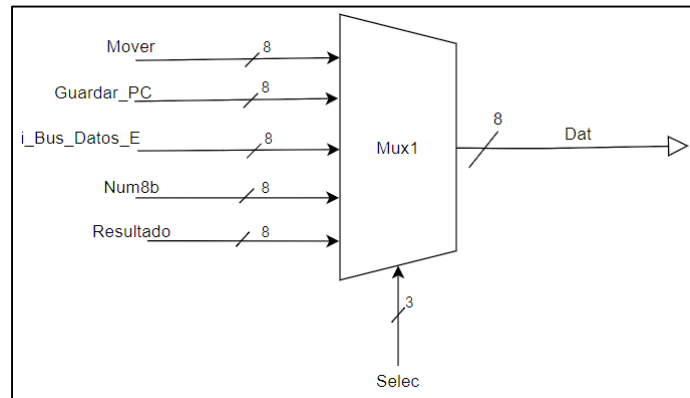 Mover
8
Guardar_PC
8
i_Bus_Datos_E
8
Num8b
8
Resultado
8
Mux1
8
Dat
3
Selec